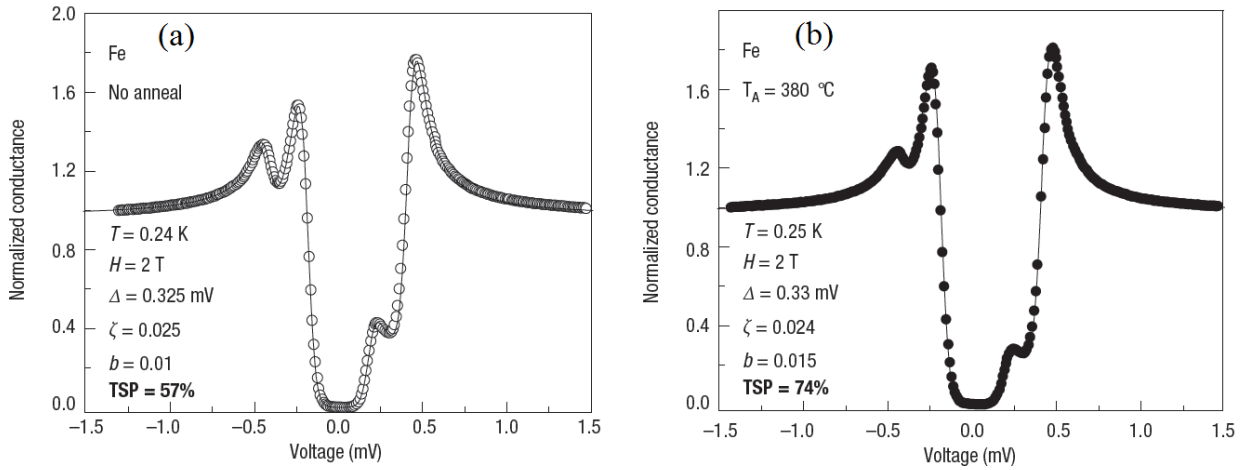 (a)
Fe
No anneal
T = 0.24 K
H = 2 T
Δ = 0.325 mV
ζ = 0.025
b = 0.01
TSP = 57%
Normalized conductance
2.0
1.6
1.2
0.8
0.4
0.0
−1.5 −1.0 −0.5 0.0 0.5 1.0 1.5
Voltage (mV)
(b)
Fe
T_A = 380 °C
T = 0.25 K
H = 2 T
Δ = 0.33 mV
ζ = 0.024
b = 0.015
TSP = 74%
Normalized conductance
1.6
1.2
0.8
0.4
0.0
−1.5 −1.0 −0.5 0.0 0.5 1.0 1.5
Voltage (mV)